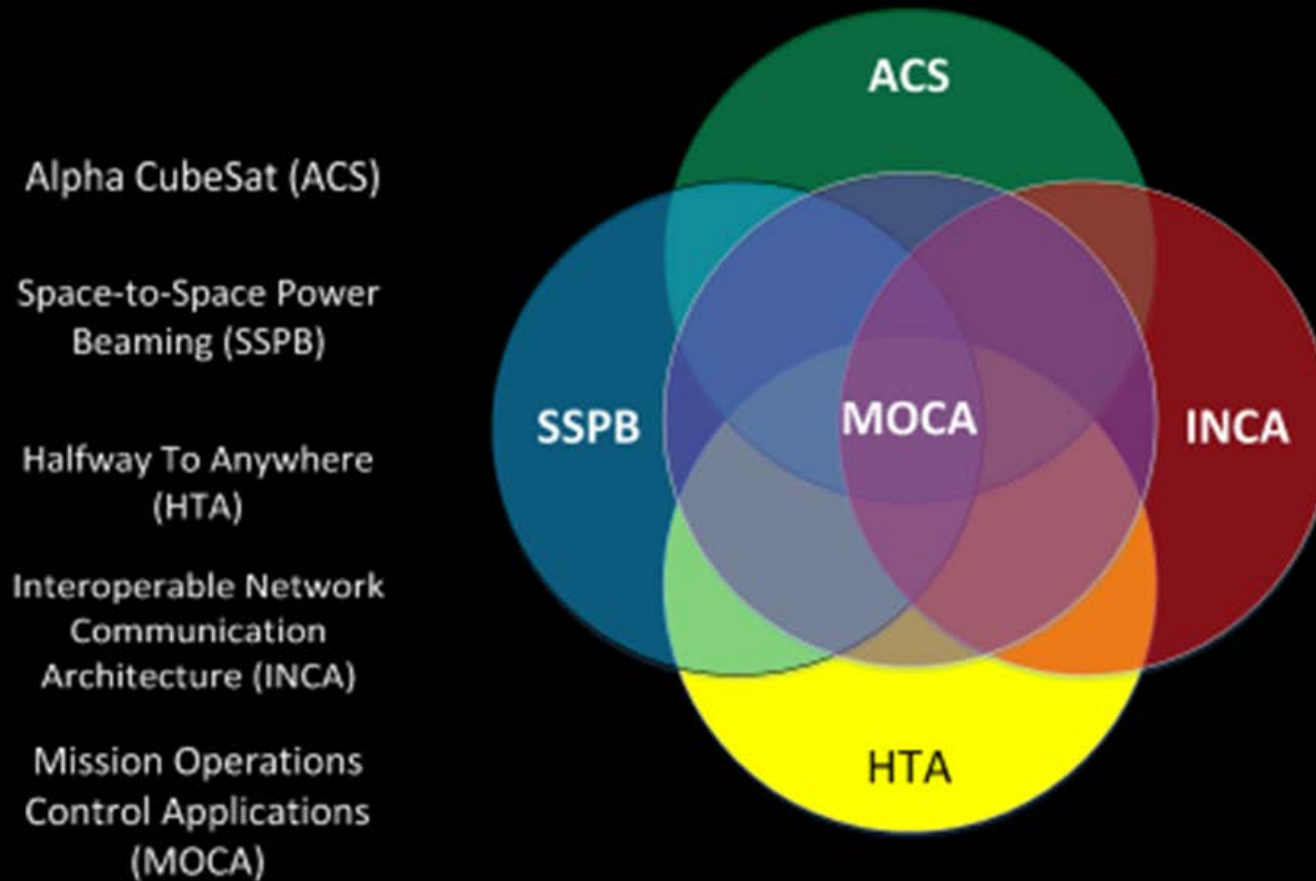 Alpha CubeSat (ACS)
Space-to-Space Power
Beaming (SSPB)
Halfway To Anywhere
(HTA)
Interoperable Network
Communication
Architecture (INCA)
Mission Operations
Control Applications
(MOCA)
ACS
SSPB
MOCA
INCA
HTA